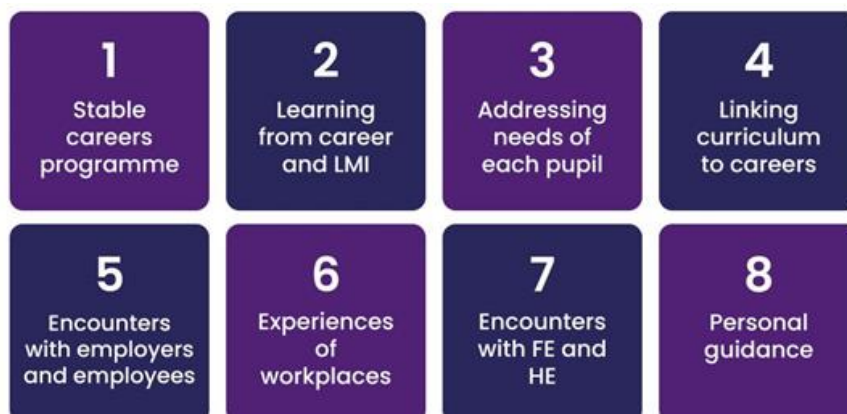 1
Stable
careers
programme
2
Learning
from career
and LMI
3
Addressing
needs of
each pupil
4
Linking
curriculum
to careers
5
Encounters
with employers
and employees
6
Experiences
of
workplaces
7
Encounters
with FE and
HE
8
Personal
guidance